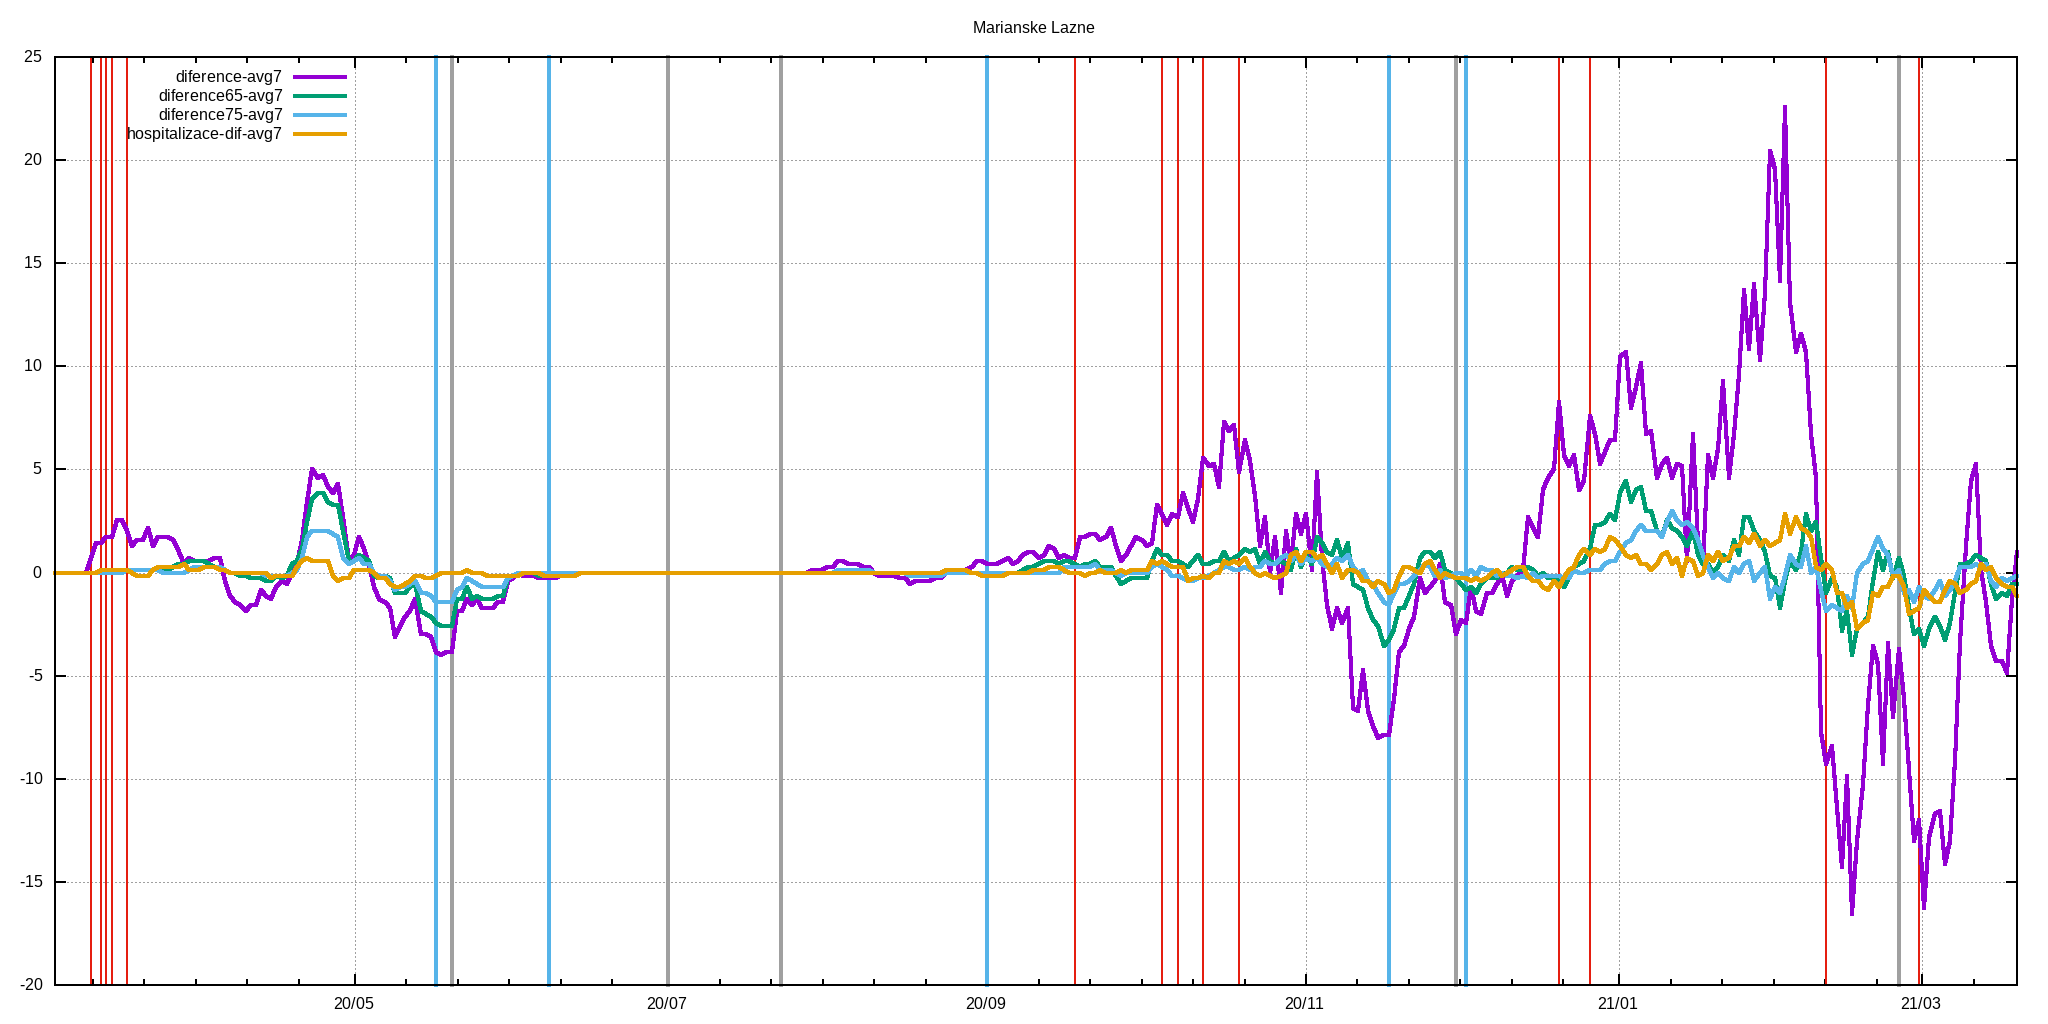 Marianske Lazne
diference-avg7
diference65-avg7
diference75-avg7
hospitalizace-dif-avg7
25
20
15
10
5
0
-5
-10
-15
-20
20/05 20/07 20/09 20/11 21/01 21/03